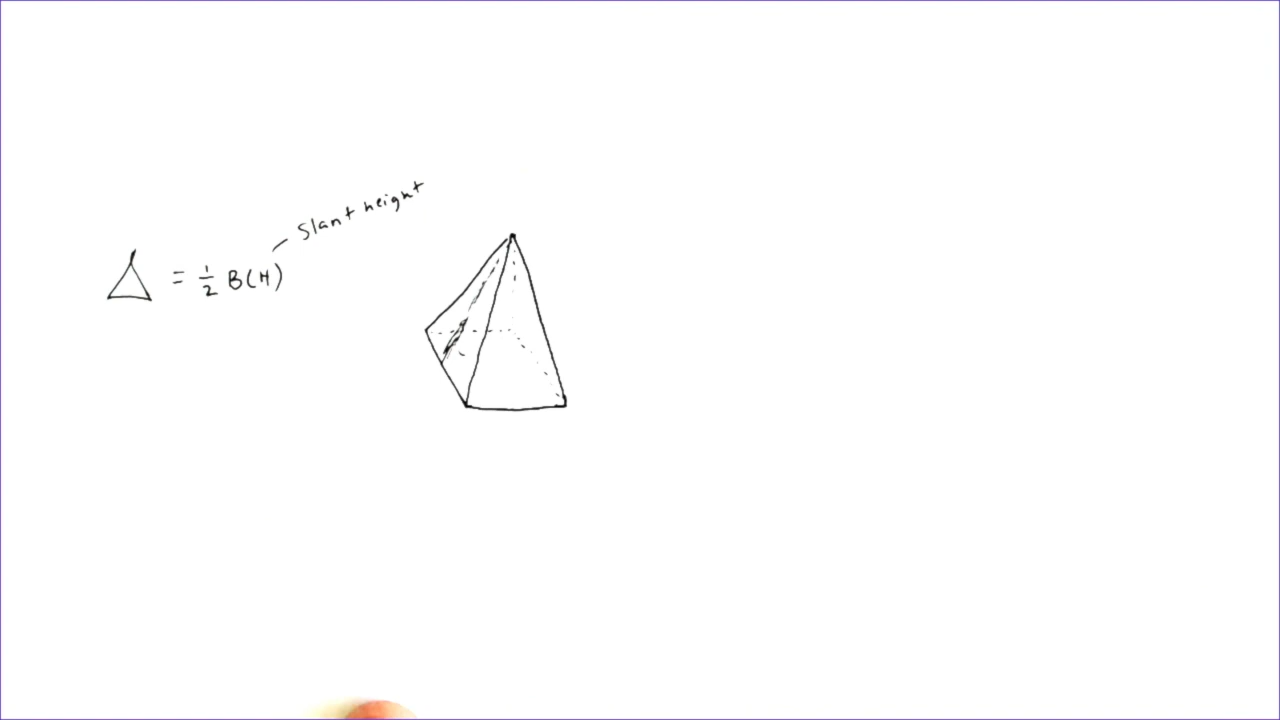 Slant height
△ = 1/2 B(H)